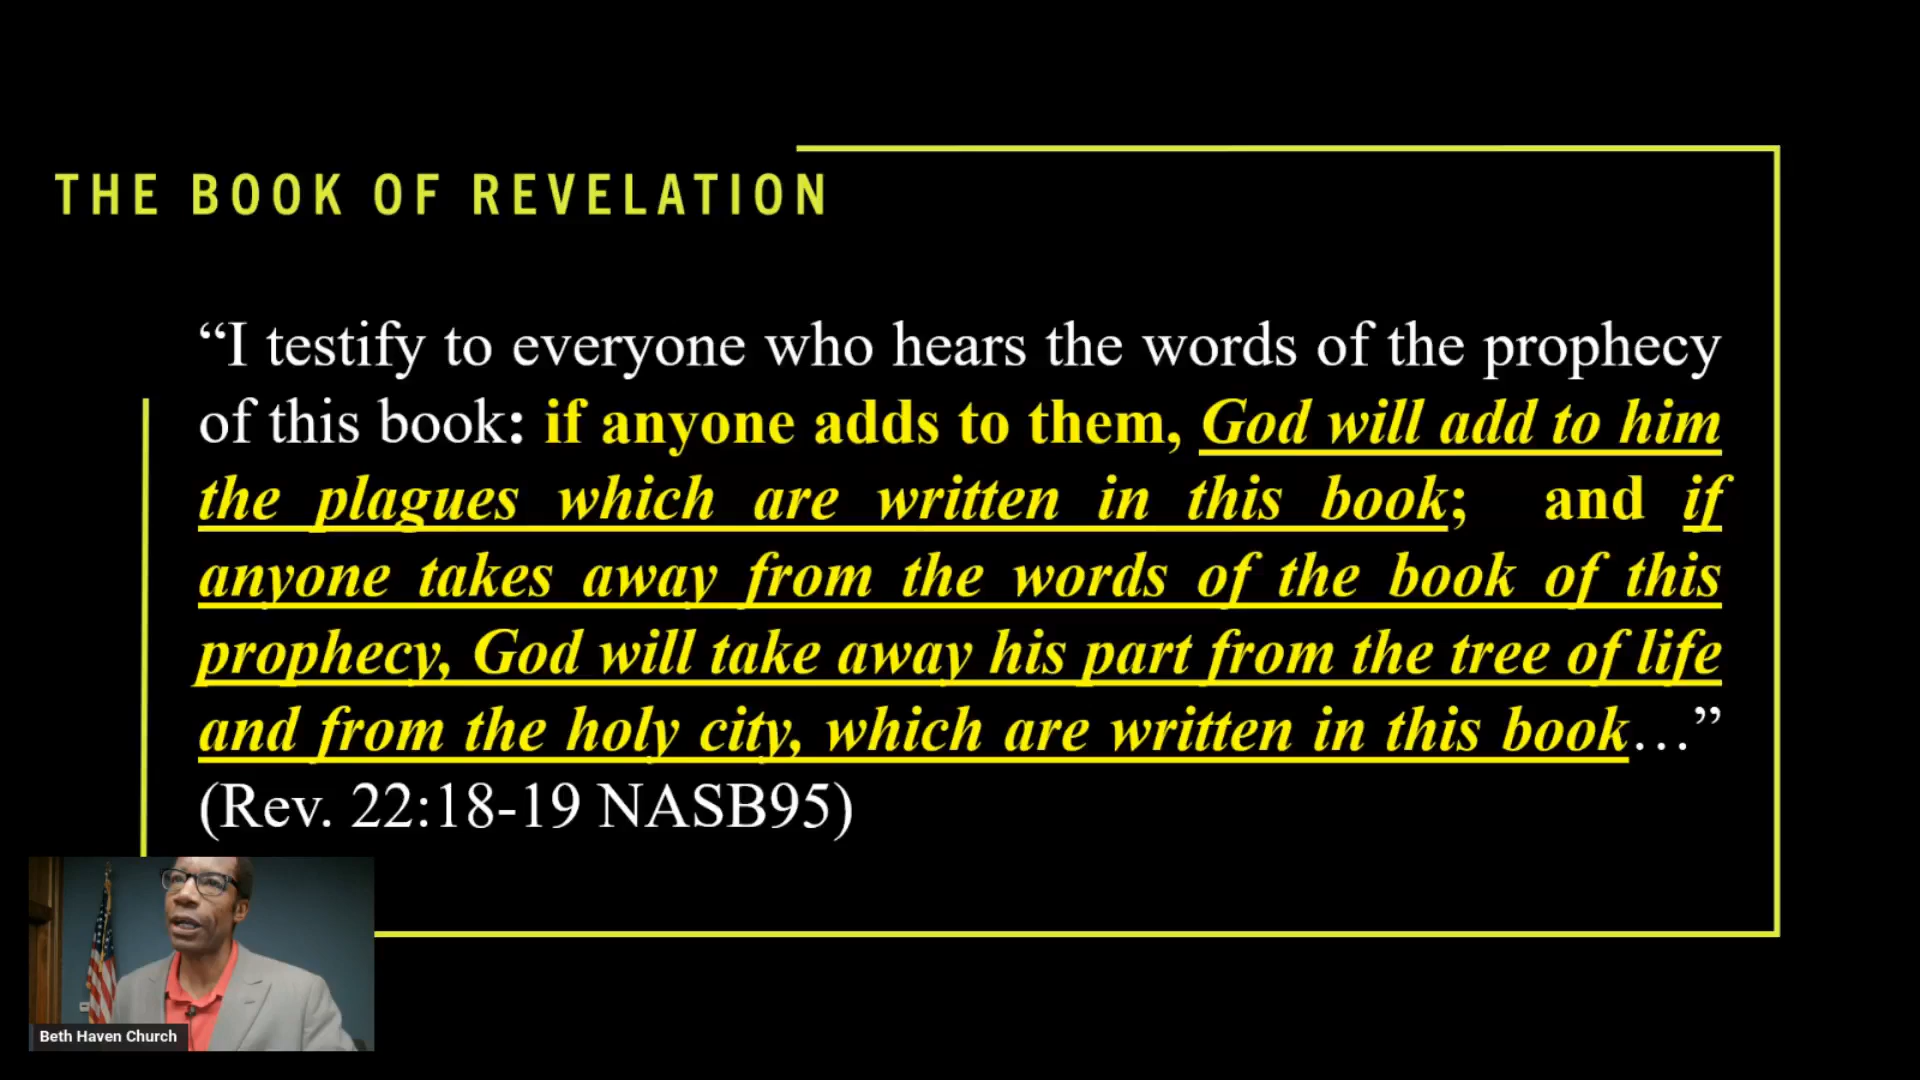 THE BOOK OF REVELATION
“I testify to everyone who hears the words of the prophecy
of this book: if anyone adds to them, God will add to him
the plagues which are written in this book; and if
anyone takes away from the words of the book of this
prophecy, God will take away his part from the tree of life
and from the holy city, which are written in this book…”
(Rev. 22:18-19 NASB95)
Beth Haven Church